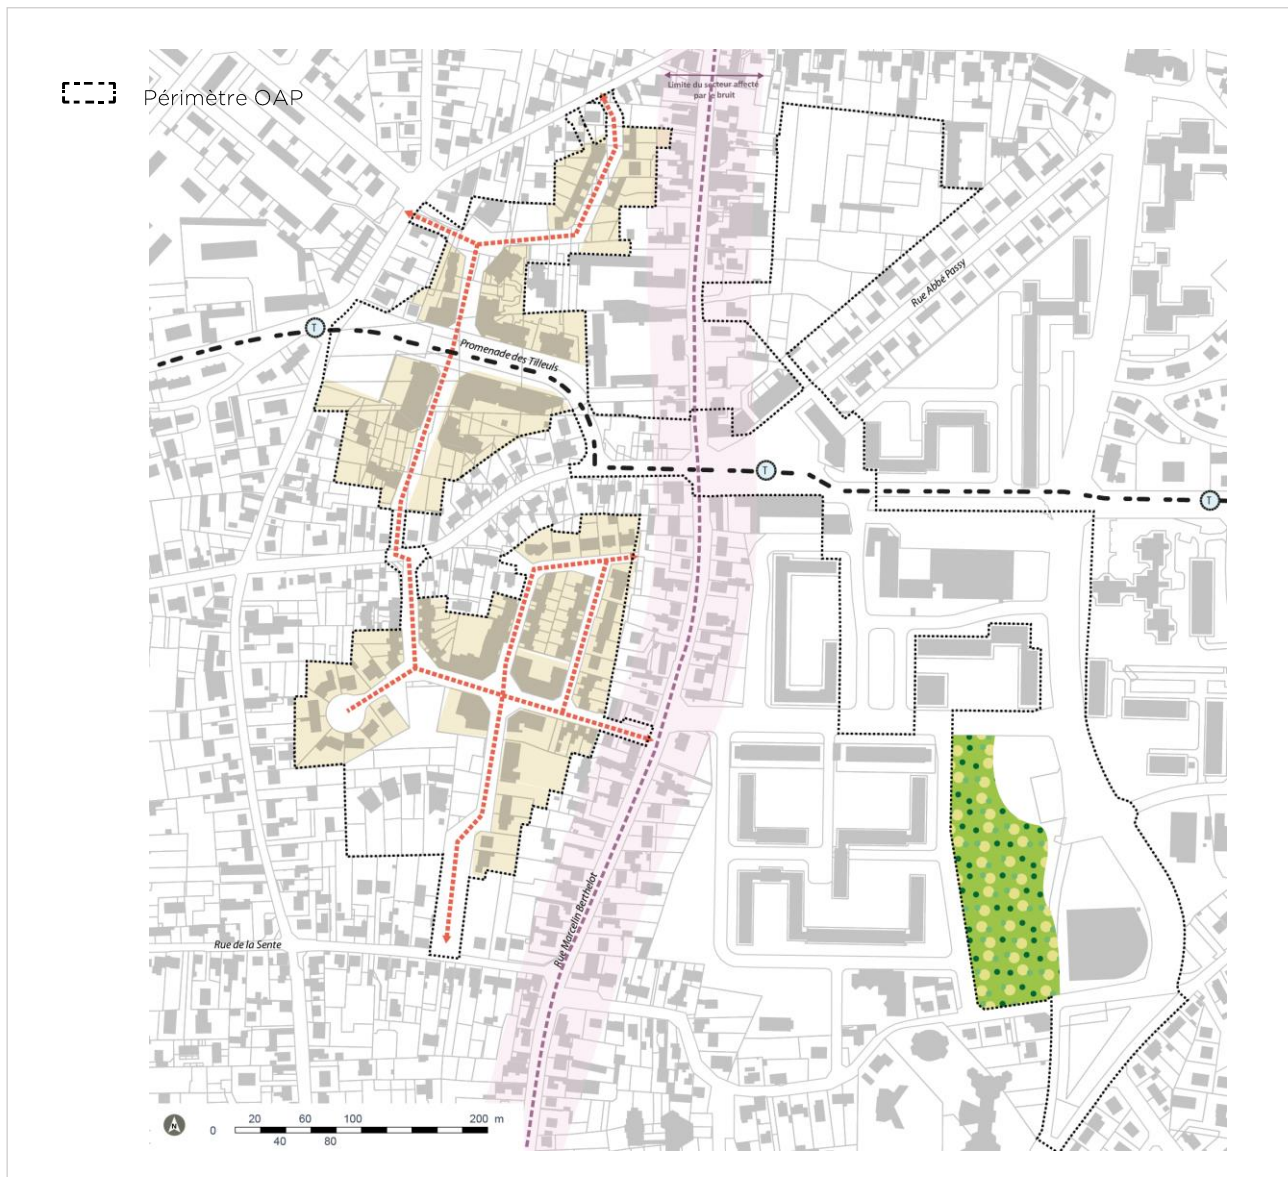 Périmètre OAP
Limite du secteur affecté
par le bruit
Rue Abbé Passy
T
Promenade des Tilleuls
T
T
Rue Marcelin Berthelot
Rue de la Sente
N
0 20 60 100 200 m
40 80